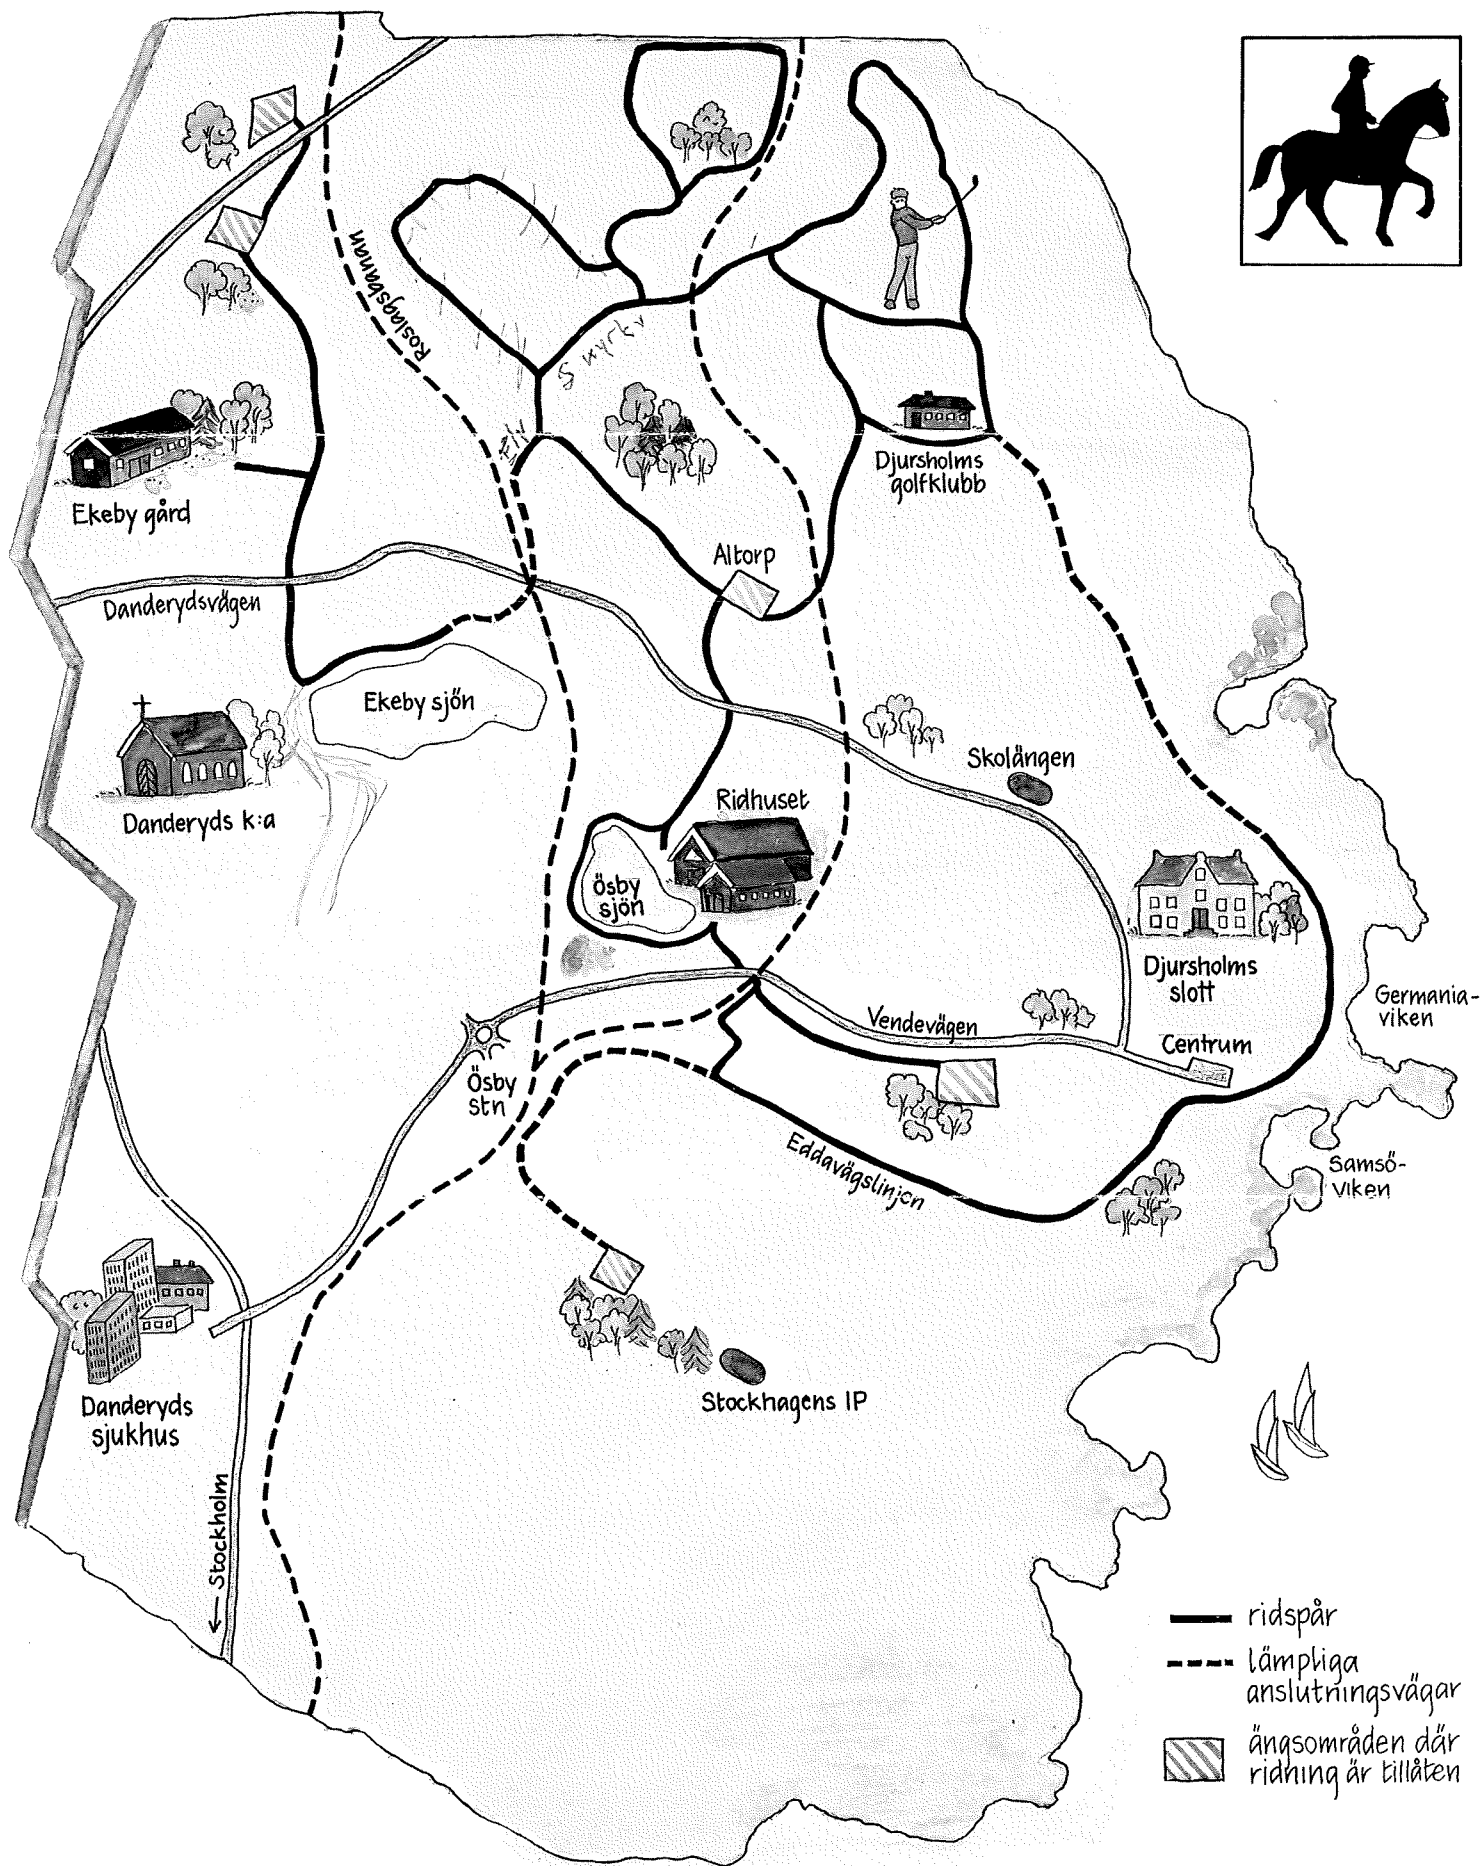 Roslagsbanan
Ekeby gård
Djursholms
golfklubb
Altorp
Danderydsvägen
Ekeby sjön
Skolängen
Ridhuset
Danderyds k:a
Ösby
sjön
Djursholms
slott
Germania-
viken
Vendevägen
Centrum
Ösby
stn
Eddavägslinjen
Samsö-
viken
Danderyds
sjukhus
Stockhagens IP
← Stockholm
ridspår
lämpliga
anslutningsvägar
ängsområden där
ridning är tillåten